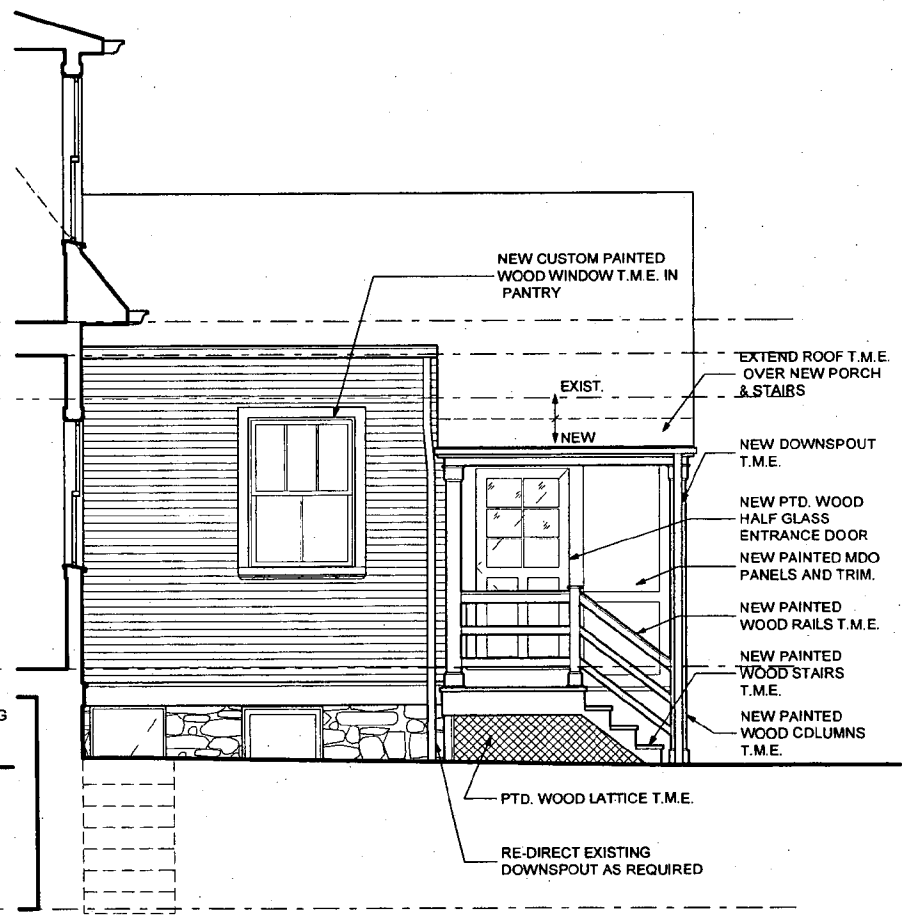 NEW CUSTOM PAINTED
WOOD WINDOW T.M.E. IN
PANTRY
EXTEND ROOF T.M.E.
OVER NEW PORCH
& STAIRS
EXIST.
NEW
NEW DOWNSPOUT
T.M.E.
NEW PTD. WOOD
HALF GLASS
ENTRANCE DOOR
NEW PAINTED MDO
PANELS AND TRIM.
NEW PAINTED
WOOD RAILS T.M.E.
NEW PAINTED
WOOD STAIRS
T.M.E.
NEW PAINTED
WOOD COLUMNS
T.M.E.
G
PTD. WOOD LATTICE T.M.E.
RE-DIRECT EXISTING
DOWNSPOUT AS REQUIRED